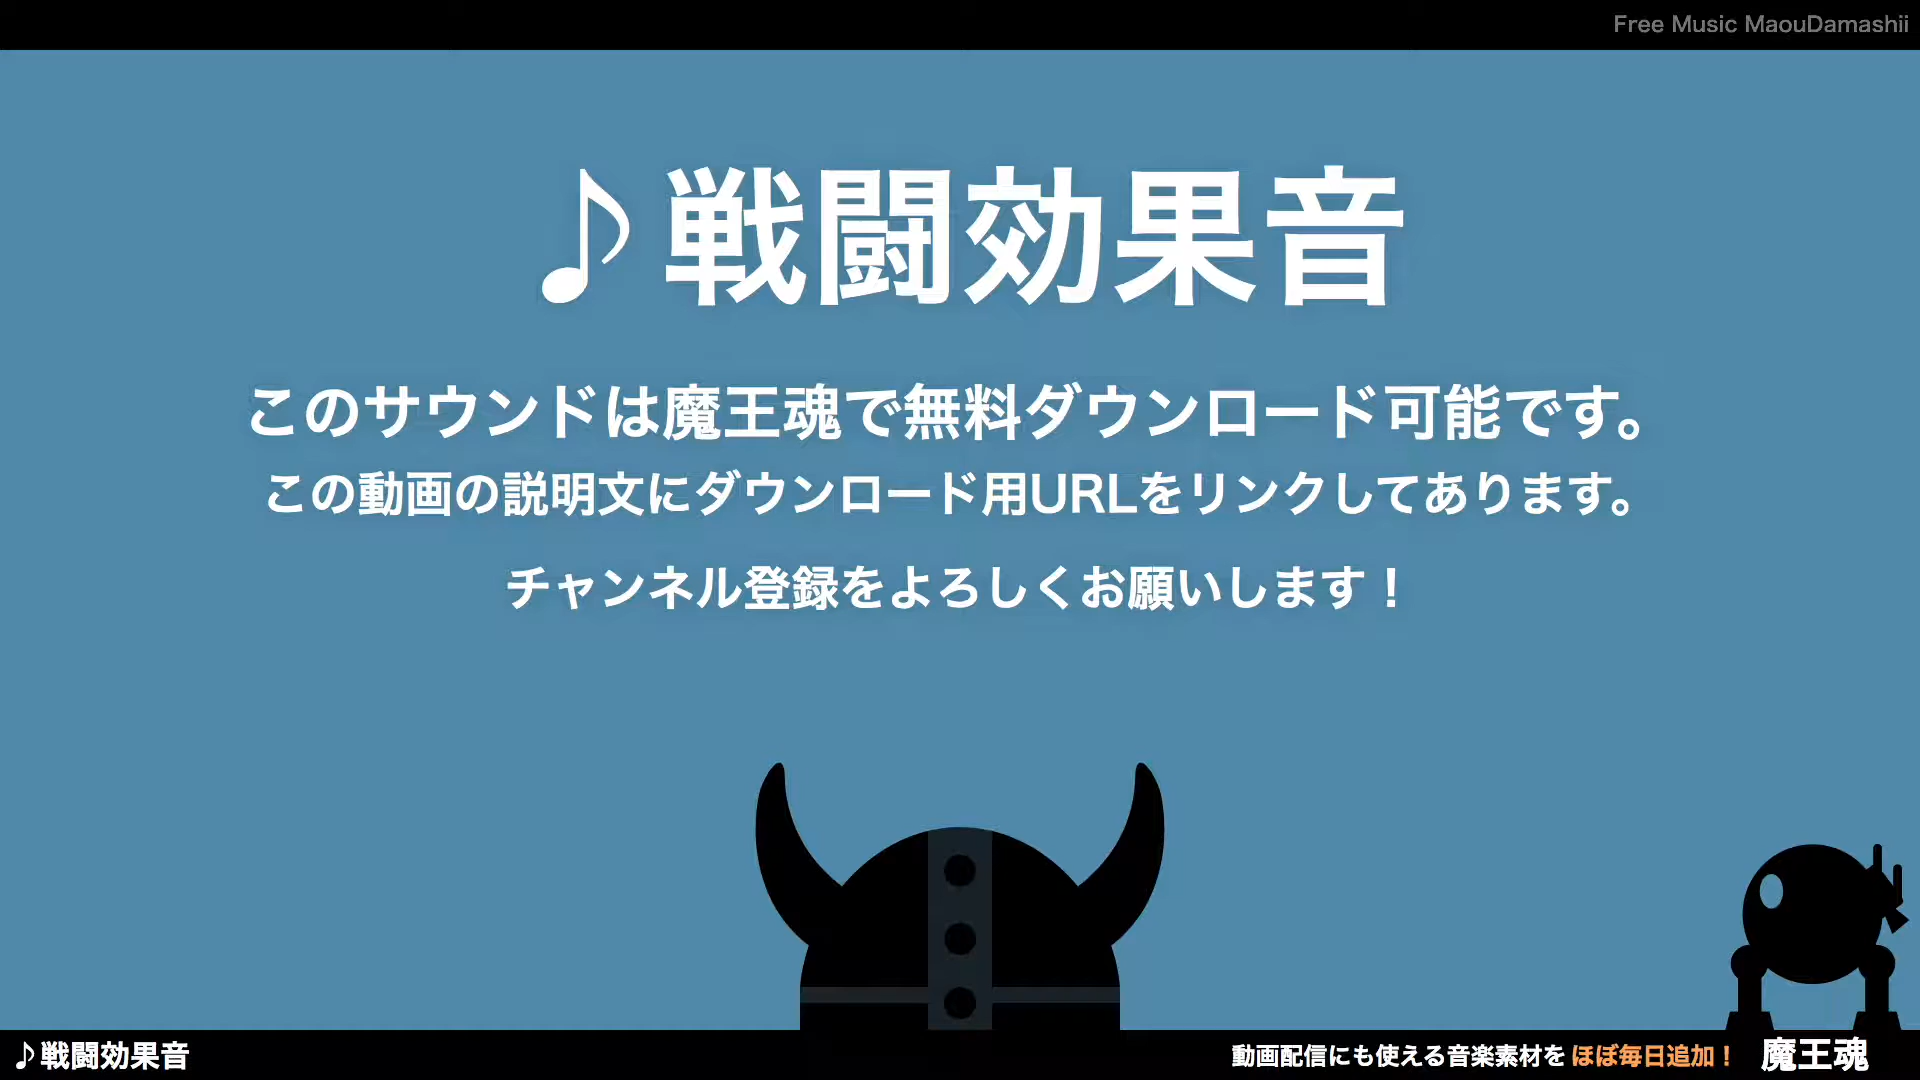 Free Music MaouDamashii
♪戦闘効果音
このサウンドは魔王魂で無料ダウンロード可能です。
この動画の説明文にダウンロード用URLをリンクしてあります。
チャンネル登録をよろしくお願いします！
♪戦闘効果音
動画配信にも使える音楽素材を ほぼ毎日追加！ 魔王魂